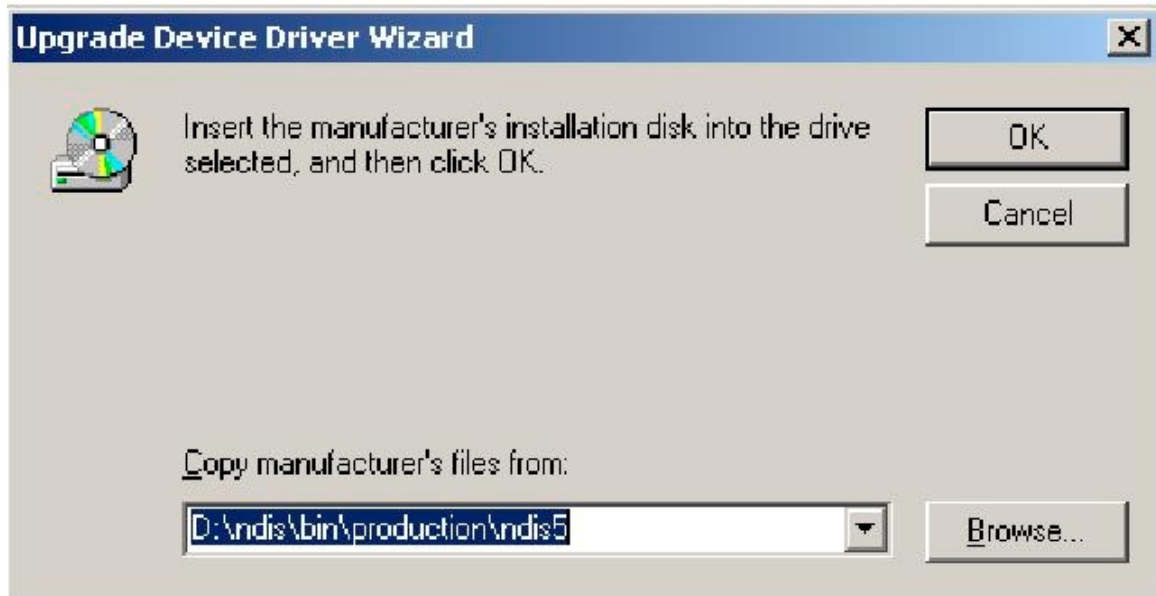 Upgrade Device Driver Wizard
Insert the manufacturer's installation disk into the drive
selected, and then click OK.
OK
Cancel
Copy manufacturer's files from:
D:\ndis\bin\production\ndis5
Browse...